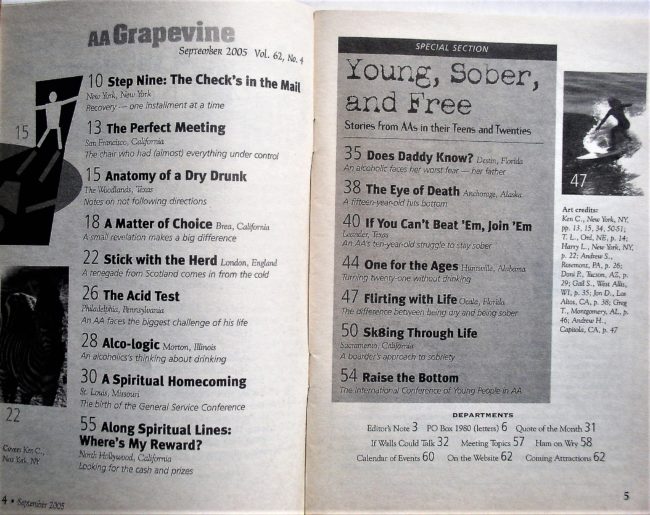 AA Grapevine
September 2005 Vol. 62, No. 4
10 Step Nine: The Check's in the Mail
New York, New York
Recovery — one installment at a time
13 The Perfect Meeting
San Francisco, California
The chair who had (almost) everything under control
15
15 Anatomy of a Dry Drunk
The Woodlands, Texas
Notes on not following directions
18 A Matter of Choice Brea, California
A small revelation makes a big difference
22 Stick with the Herd London, England
A renegade from Scotland comes in from the cold
26 The Acid Test
Philadelphia, Pennsylvania
An AA faces the biggest challenge of his life
28 Alco-logic Morton, Illinois
An alcoholic's thinking about drinking
30 A Spiritual Homecoming
St. Louis, Missouri
The birth of the General Service Conference
22
55 Along Spiritual Lines:
Where's My Reward?
North Hollywood, California
Looking for the cash and prizes
Cover: Ken C.,
New York, NY
4 • September 2005
SPECIAL SECTION
Young, Sober,
and Free
Stories from AAs in their Teens and Twenties
35 Does Daddy Know? Destin, Florida
An alcoholic faces her worst fear — her father
38 The Eye of Death Anchorage, Alaska
A fifteen-year-old hits bottom
40 If You Can't Beat 'Em, Join 'Em
Leander, Texas
An AA's ten-year-old struggle to stay sober
44 One for the Ages Huntsville, Alabama
Turning twenty-one without drinking
47 Flirting with Life Ocala, Florida
The difference between being dry and being sober
50 Sk8ing Through Life
Sacramento, California
A boarder's approach to sobriety
54 Raise the Bottom
The International Conference of Young People in AA
47
Art credits:
Ken C., New York, NY,
pp. 13, 15, 34, 50-51;
T. L., Ord, NE, p. 14;
Harry L., New York, NY,
p. 22; Andrew S.,
Rosemont, PA, p. 26;
Dani P., Tucson, AZ, p.
29; Gail S., West Allis,
WI, p. 35; Jon D., Los
Altos, CA, p. 38; Greg
T., Montgomery, AL, p.
46; Andrew H.,
Capitola, CA, p. 47
DEPARTMENTS
Editor's Note 3 PO Box 1980 (letters) 6 Quote of the Month 31
If Walls Could Talk 32 Meeting Topics 57 Ham on Wry 58
Calendar of Events 60 On the Website 62 Coming Attractions 62
5